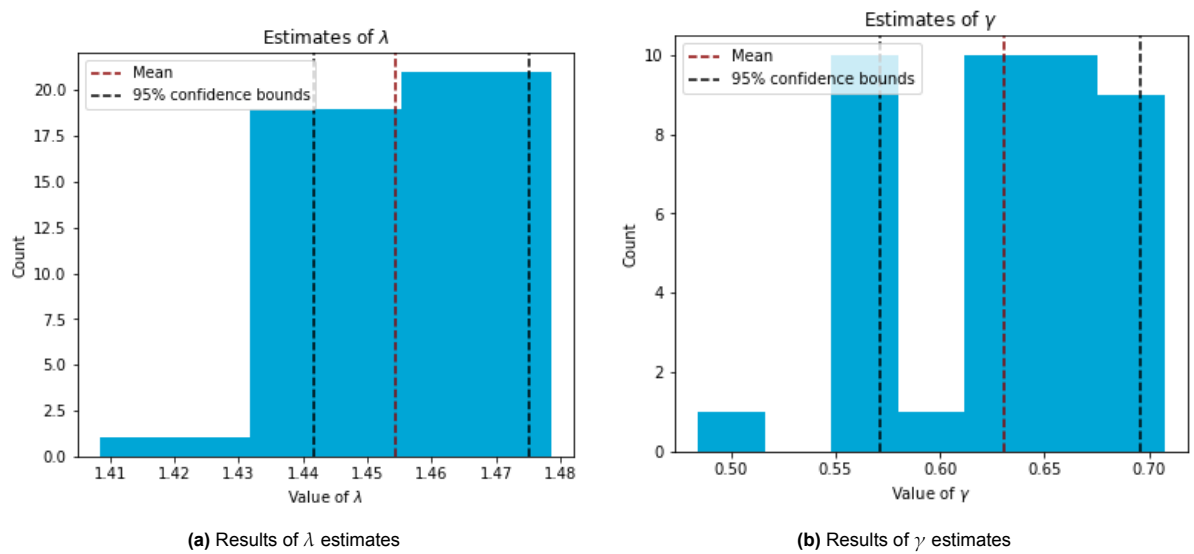 Estimates of λ
Mean
95% confidence bounds
20.0
17.5
15.0
12.5
10.0
7.5
5.0
2.5
0.0
Count
1.41 1.42 1.43 1.44 1.45 1.46 1.47 1.48
Value of λ
(a) Results of λ estimates
Estimates of γ
Mean
95% confidence bounds
10
8
6
4
2
0
Count
0.50 0.55 0.60 0.65 0.70
Value of γ
(b) Results of γ estimates